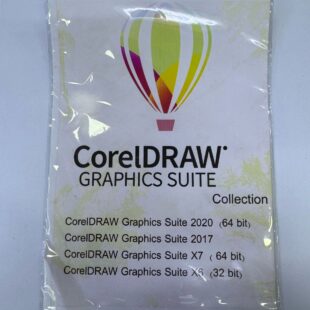 CorelDRAW®
GRAPHICS SUITE
Collection
CorelDRAW Graphics Suite 2020 (64 bit)
CorelDRAW Graphics Suite 2017
CorelDRAW Graphics Suite X7 (64 bit)
CorelDRAW Graphics Suite X6 (32 bit)